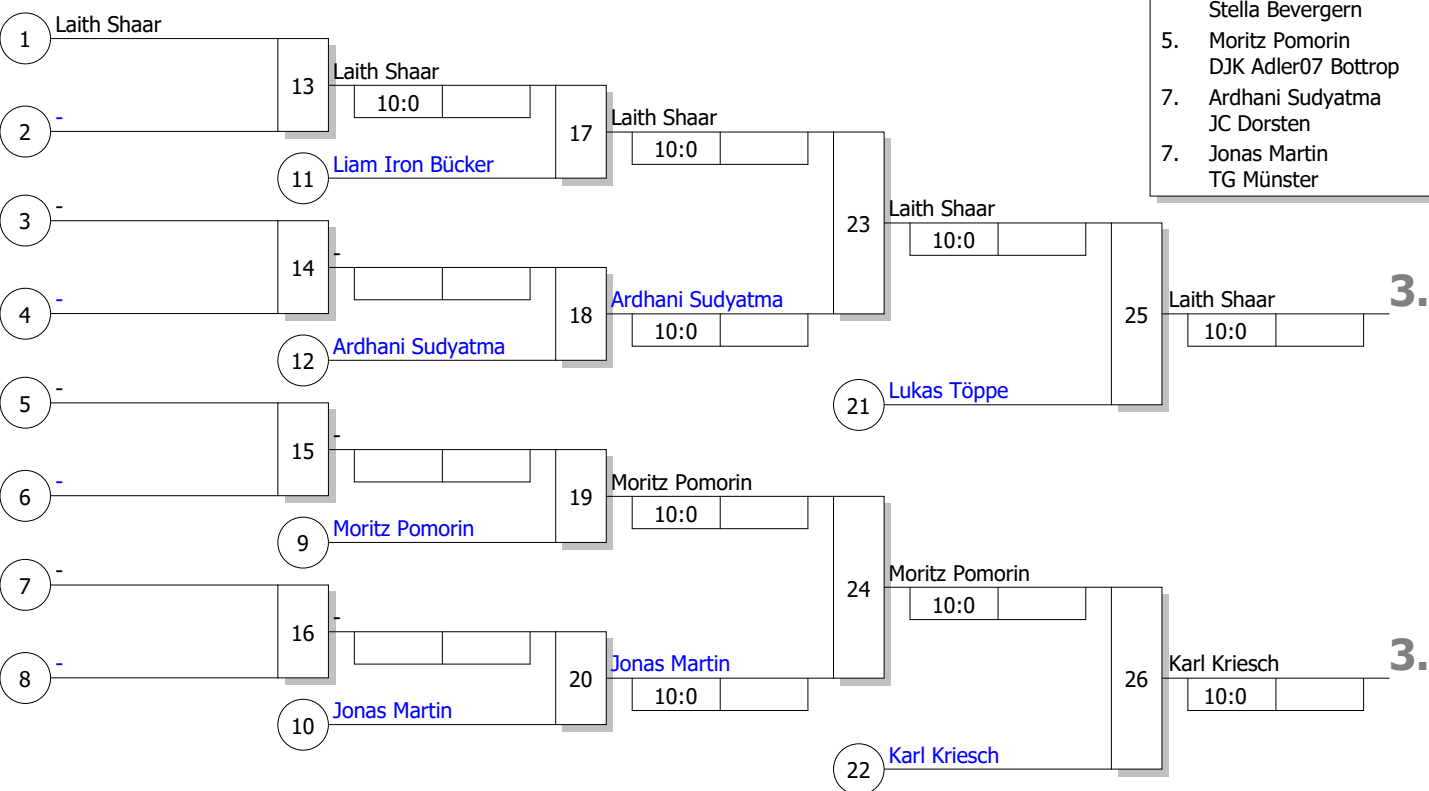 Stella Bevergern
5. Moritz Pomorin
DJK Adler07 Bottrop
7. Ardhani Sudyatma
JC Dorsten
7. Jonas Martin
TG Münster
1 Laith Shaar
2 -
13 Laith Shaar
10:0
11 Liam Iron Bücker
17 Laith Shaar
10:0
3 -
4 -
14 -
12 Ardhani Sudyatma
18 Ardhani Sudyatma
10:0
23 Laith Shaar
10:0
21 Lukas Töppe
25 Laith Shaar 3.
10:0
5 -
6 -
15 -
9 Moritz Pomorin
19 Moritz Pomorin
10:0
7 -
8 -
16 -
10 Jonas Martin
20 Jonas Martin
10:0
24 Moritz Pomorin
10:0
22 Karl Kriesch
26 Karl Kriesch 3.
10:0